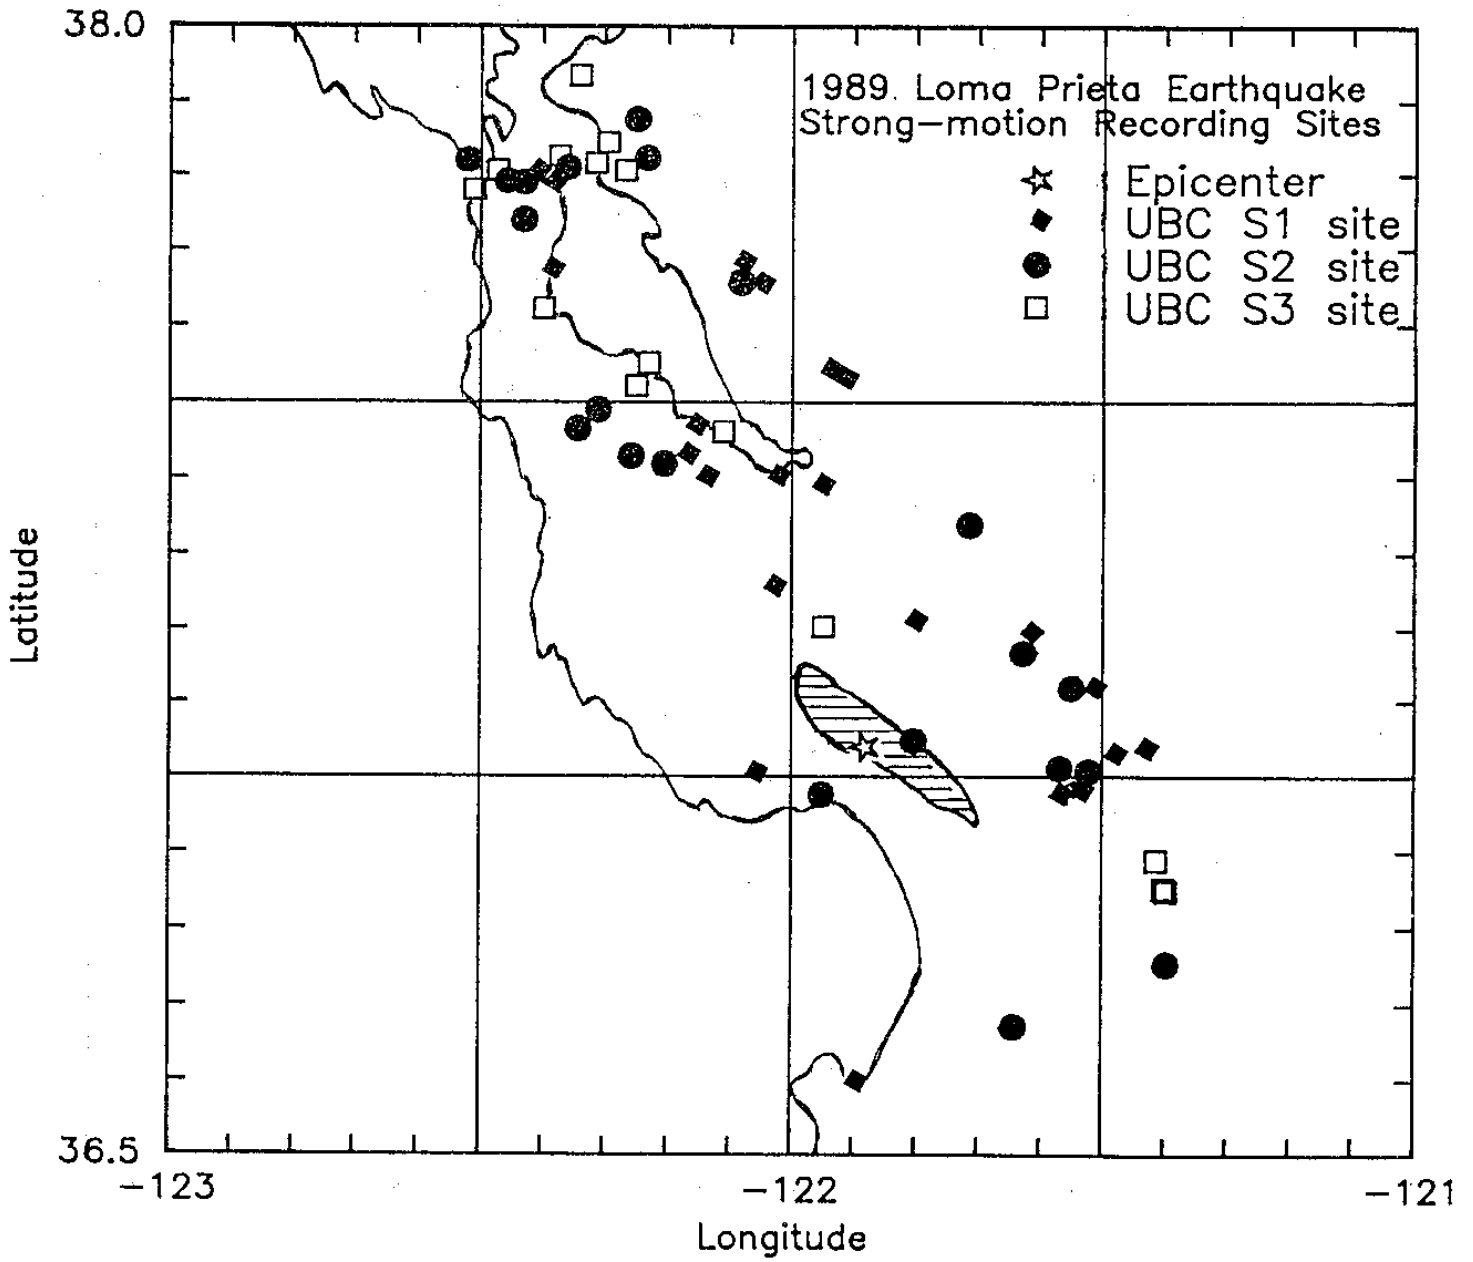 38.0
1989. Loma Prieta Earthquake
Strong-motion Recording Sites
Epicenter
UBC S1 site
UBC S2 site
UBC S3 site
Latitude
36.5
-123
-122
-121
Longitude